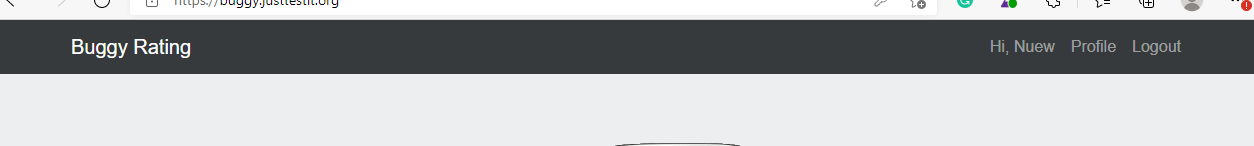 https://buggy.justtestit.org
Buggy Rating Hi, Nuew Profile Logout